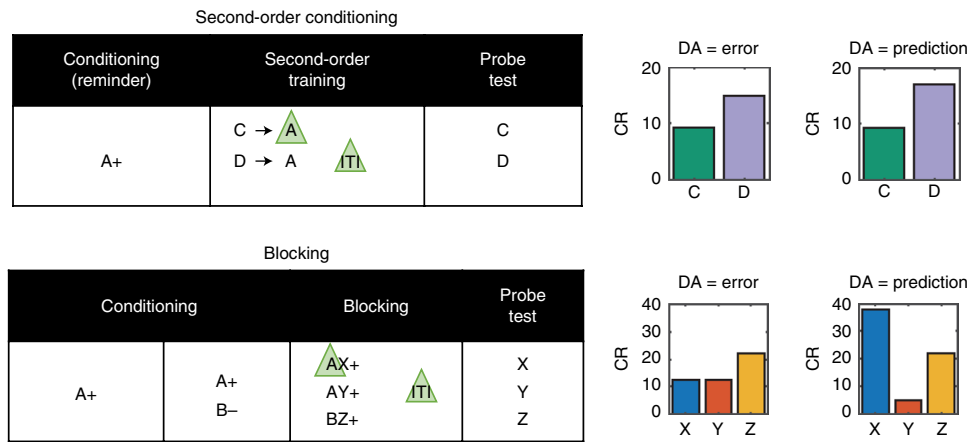 Second-order conditioning
Conditioning
(reminder)
Second-order
training
Probe
test
A+
C → A
D → A ITI
C
D
DA = error
20
10
0
CR
C D
DA = prediction
20
10
0
CR
C D
Blocking
Conditioning
Blocking
Probe
test
A+
A+
B–
AX+
AY+ ITI
BZ+
X
Y
Z
DA = error
40
30
20
10
0
CR
X Y Z
DA = prediction
40
30
20
10
0
CR
X Y Z